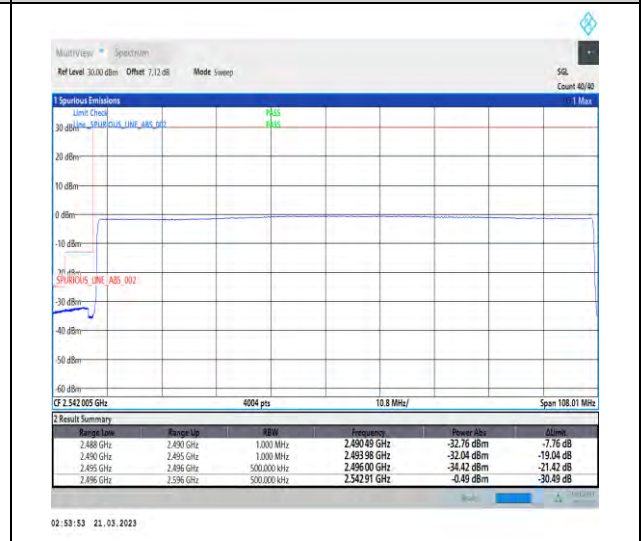 MultiView Spectrum
Ref Level 30.00 dBm Offset 7.12 dB Mode Sweep SGL
Count 40/40
1 Spurious Emissions 1 Max
Limit Check PASS
30 dBm Line _SPURIOUS_LINE_ABS_002 PASS
20 dBm
10 dBm
0 dBm
-10 dBm
-20 dBm
_SPURIOUS_LINE_ABS_002
-30 dBm
-40 dBm
-50 dBm
-60 dBm
CF 2.542 005 GHz 4004 pts 10.8 MHz/ Span 108.01 MHz
2 Result Summary
Range Low Range Up RBW Frequency Power Abs ΔLimit
2.488 GHz 2.490 GHz 1.000 MHz 2.490 49 GHz -32.76 dBm -7.76 dB
2.490 GHz 2.495 GHz 1.000 MHz 2.493 98 GHz -32.04 dBm -19.04 dB
2.495 GHz 2.496 GHz 500.000 kHz 2.496 00 GHz -34.42 dBm -21.42 dB
2.496 GHz 2.596 GHz 500.000 kHz 2.542 91 GHz -0.49 dBm -30.49 dB
02:53:53 21.03.2023